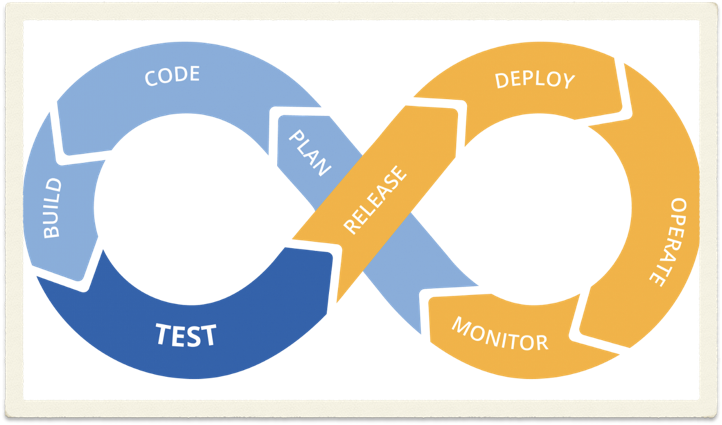 PLAN
CODE
BUILD
TEST
RELEASE
DEPLOY
OPERATE
MONITOR